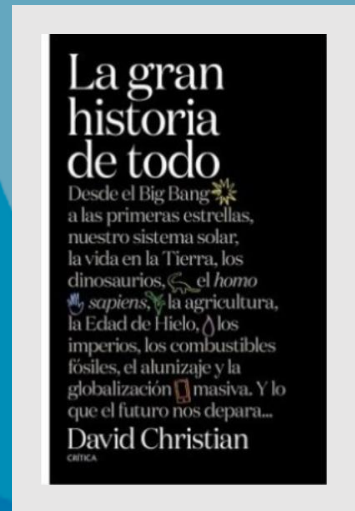 La gran
historia
de todo
Desde el Big Bang
a las primeras estrellas,
nuestro sistema solar,
la vida en la Tierra, los
dinosaurios, el homo
sapiens, la agricultura,
la Edad de Hielo, los
imperios, los combustibles
fósiles, el alunizaje y la
globalización masiva. Y lo
que el futuro nos depara...
David Christian
CRÍTICA